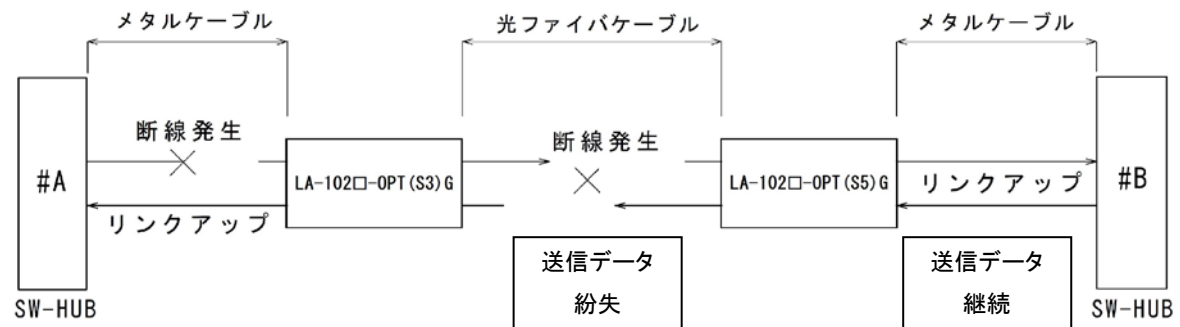 メタルケーブル
光ファイバケーブル
メタルケーブル
断線発生
断線発生
#A
LA-102□-OPT(S3)G
LA-102□-OPT(S5)G
リンクアップ
#B
リンクアップ
送信データ
紛失
送信データ
継続
SW-HUB
SW-HUB